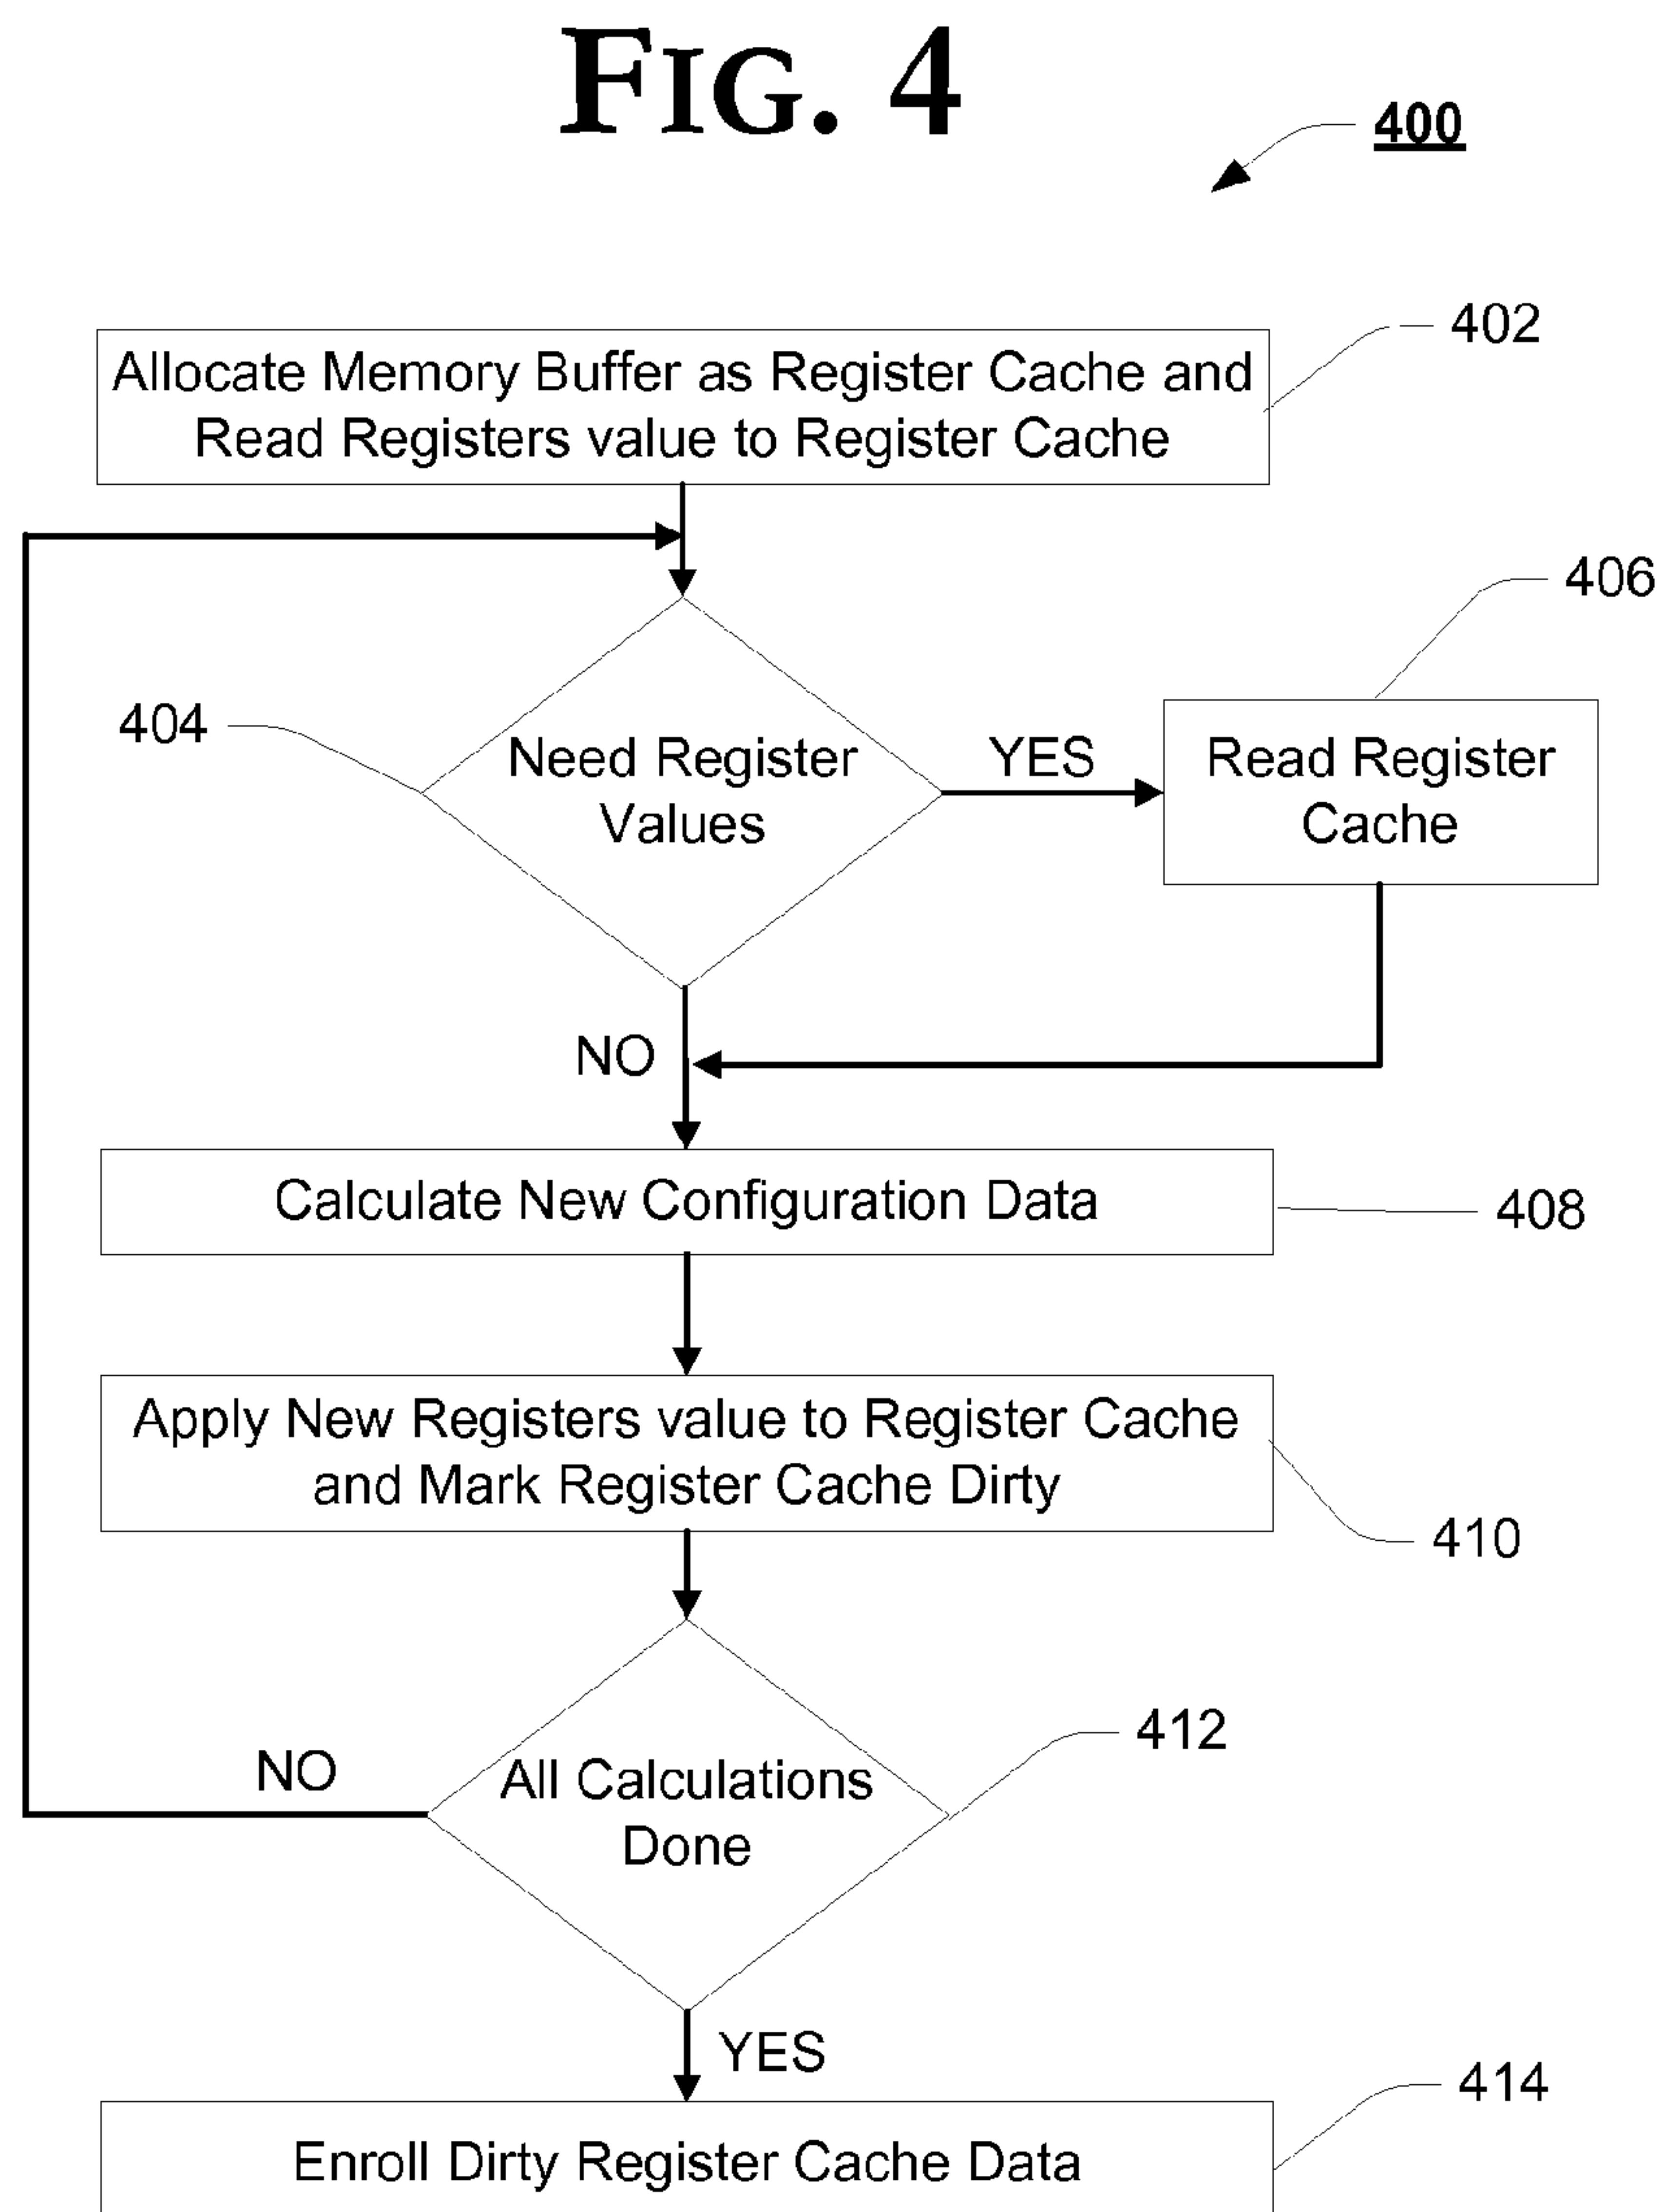 FIG. 4
400
402
Allocate Memory Buffer as Register Cache and
Read Registers value to Register Cache
406
404
Need Register
Values
YES
Read Register
Cache
NO
Calculate New Configuration Data
408
Apply New Registers value to Register Cache
and Mark Register Cache Dirty
410
412
NO
All Calculations
Done
YES
414
Enroll Dirty Register Cache Data